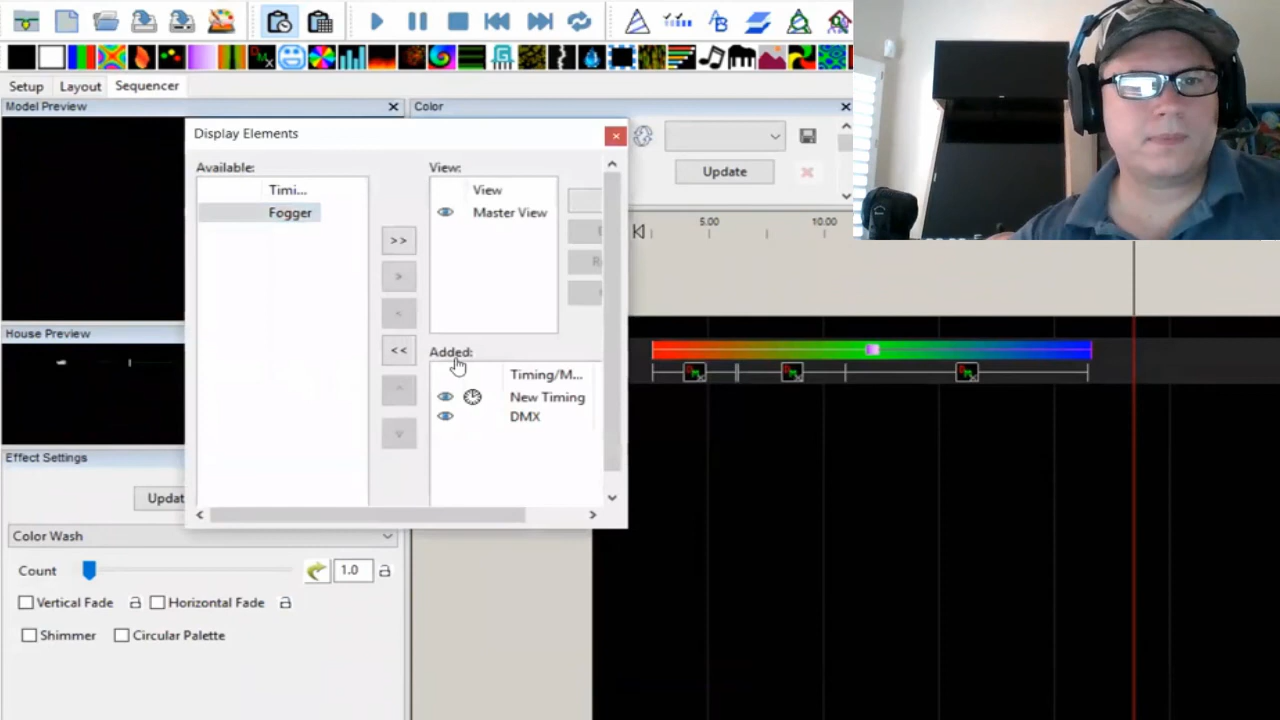 Setup Layout Sequencer
Model Preview
Color
Display Elements
Available:
View:
Update
Timi...
View
Fogger
Master View
5.00
10.00
>>
>
<
<<
House Preview
Added:
Timing/M...
New Timing
DMX
Effect Settings
Updat
Color Wash
Count
1.0
Vertical Fade
Horizontal Fade
Shimmer
Circular Palette